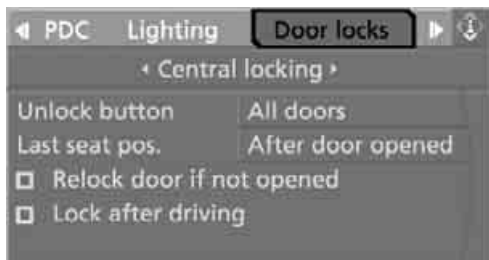 PDC Lighting Door locks
Central locking
Unlock button All doors
Last seat pos. After door opened
Relock door if not opened
Lock after driving